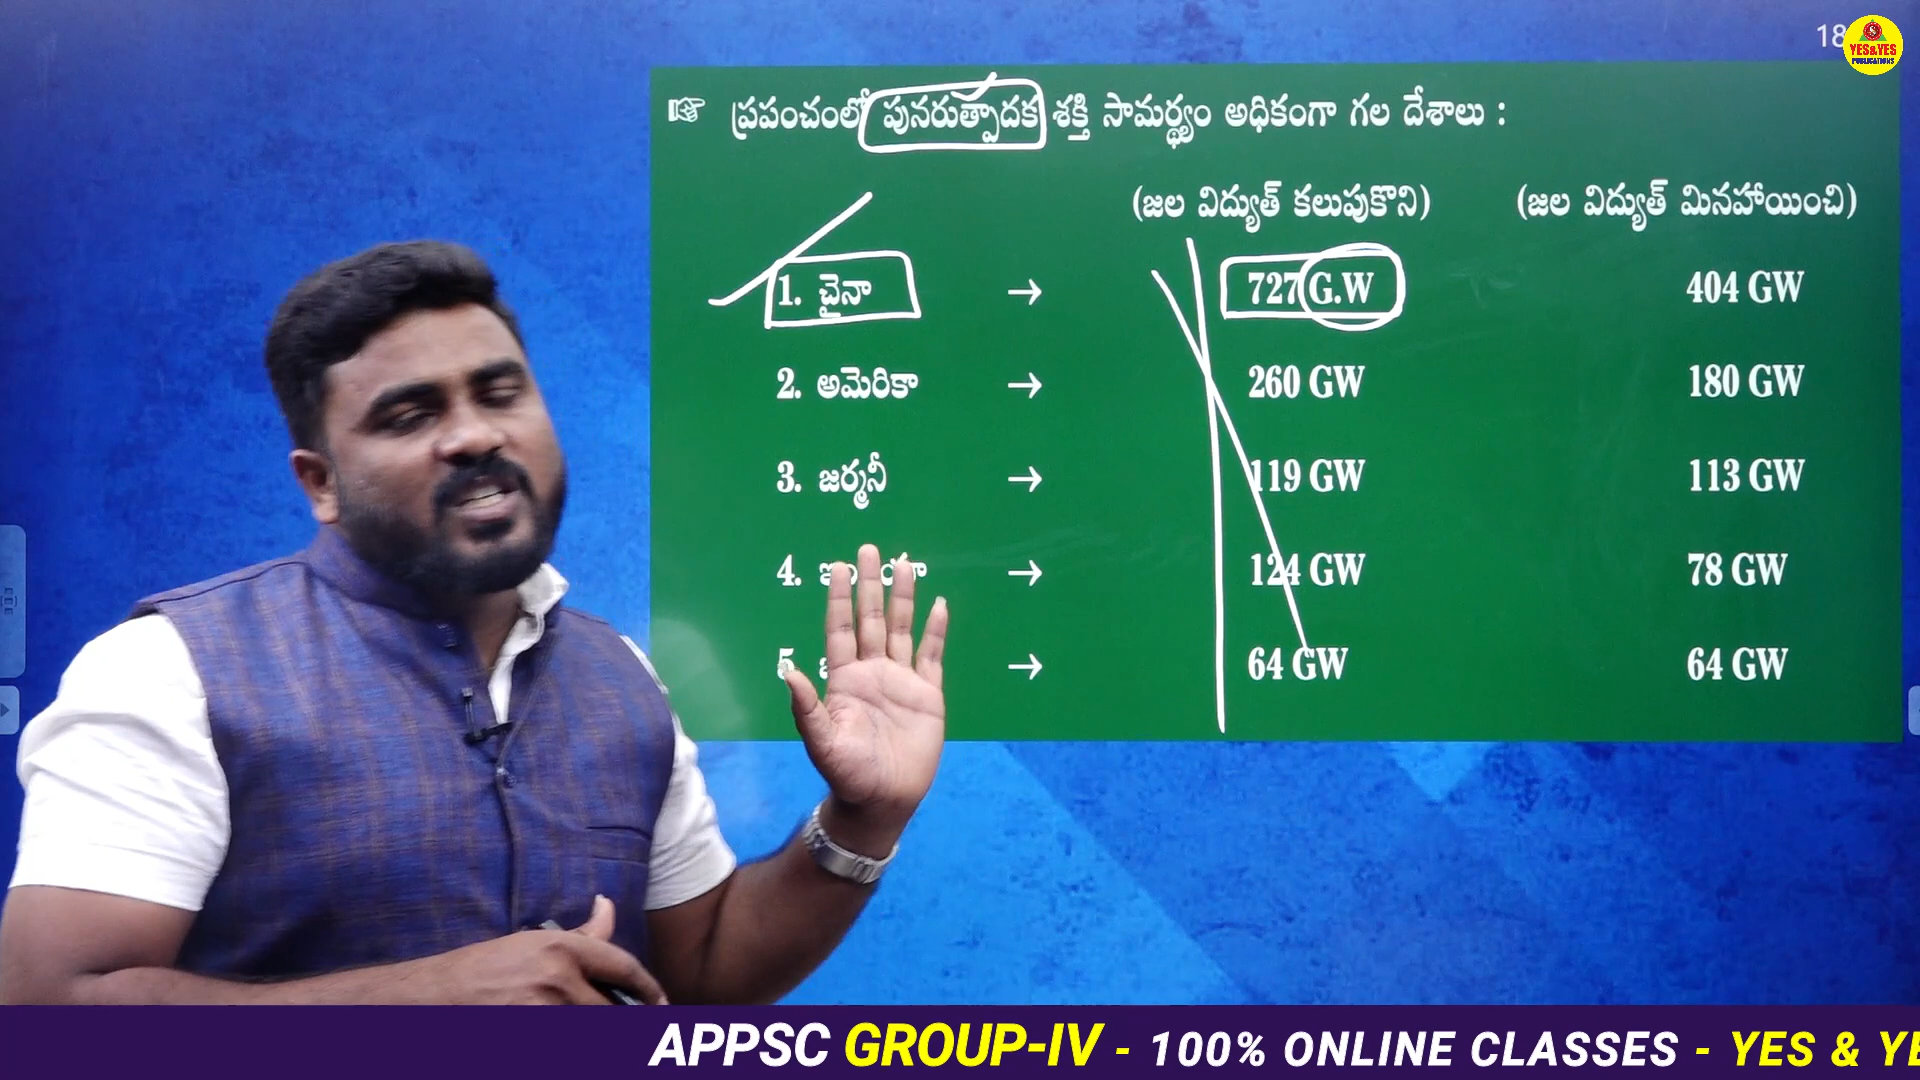 18
YES&YES
PUBLICATIONS
ప్రపంచంలో పునరుత్పాదక శక్తి సామర్థ్యం అధికంగా గల దేశాలు :
(జల విద్యుత్ కలుపుకొని) (జల విద్యుత్ మినహాయించి)
1. చైనా → 727 G.W 404 GW
2. అమెరికా → 260 GW 180 GW
3. జర్మనీ → 119 GW 113 GW
4. → 124 GW 78 GW
5. → 64 GW 64 GW
APPSC GROUP-IV - 100% ONLINE CLASSES - YES & YE